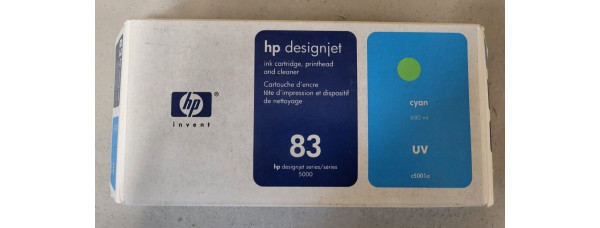 hp
invent
hp designjet
ink cartridge, printhead
and cleaner
Cartouche d'encre
tête d'impression et dispositif
de nettoyage
83
hp designjet series/séries
5000
cyan
680 ml
UV
c5001a